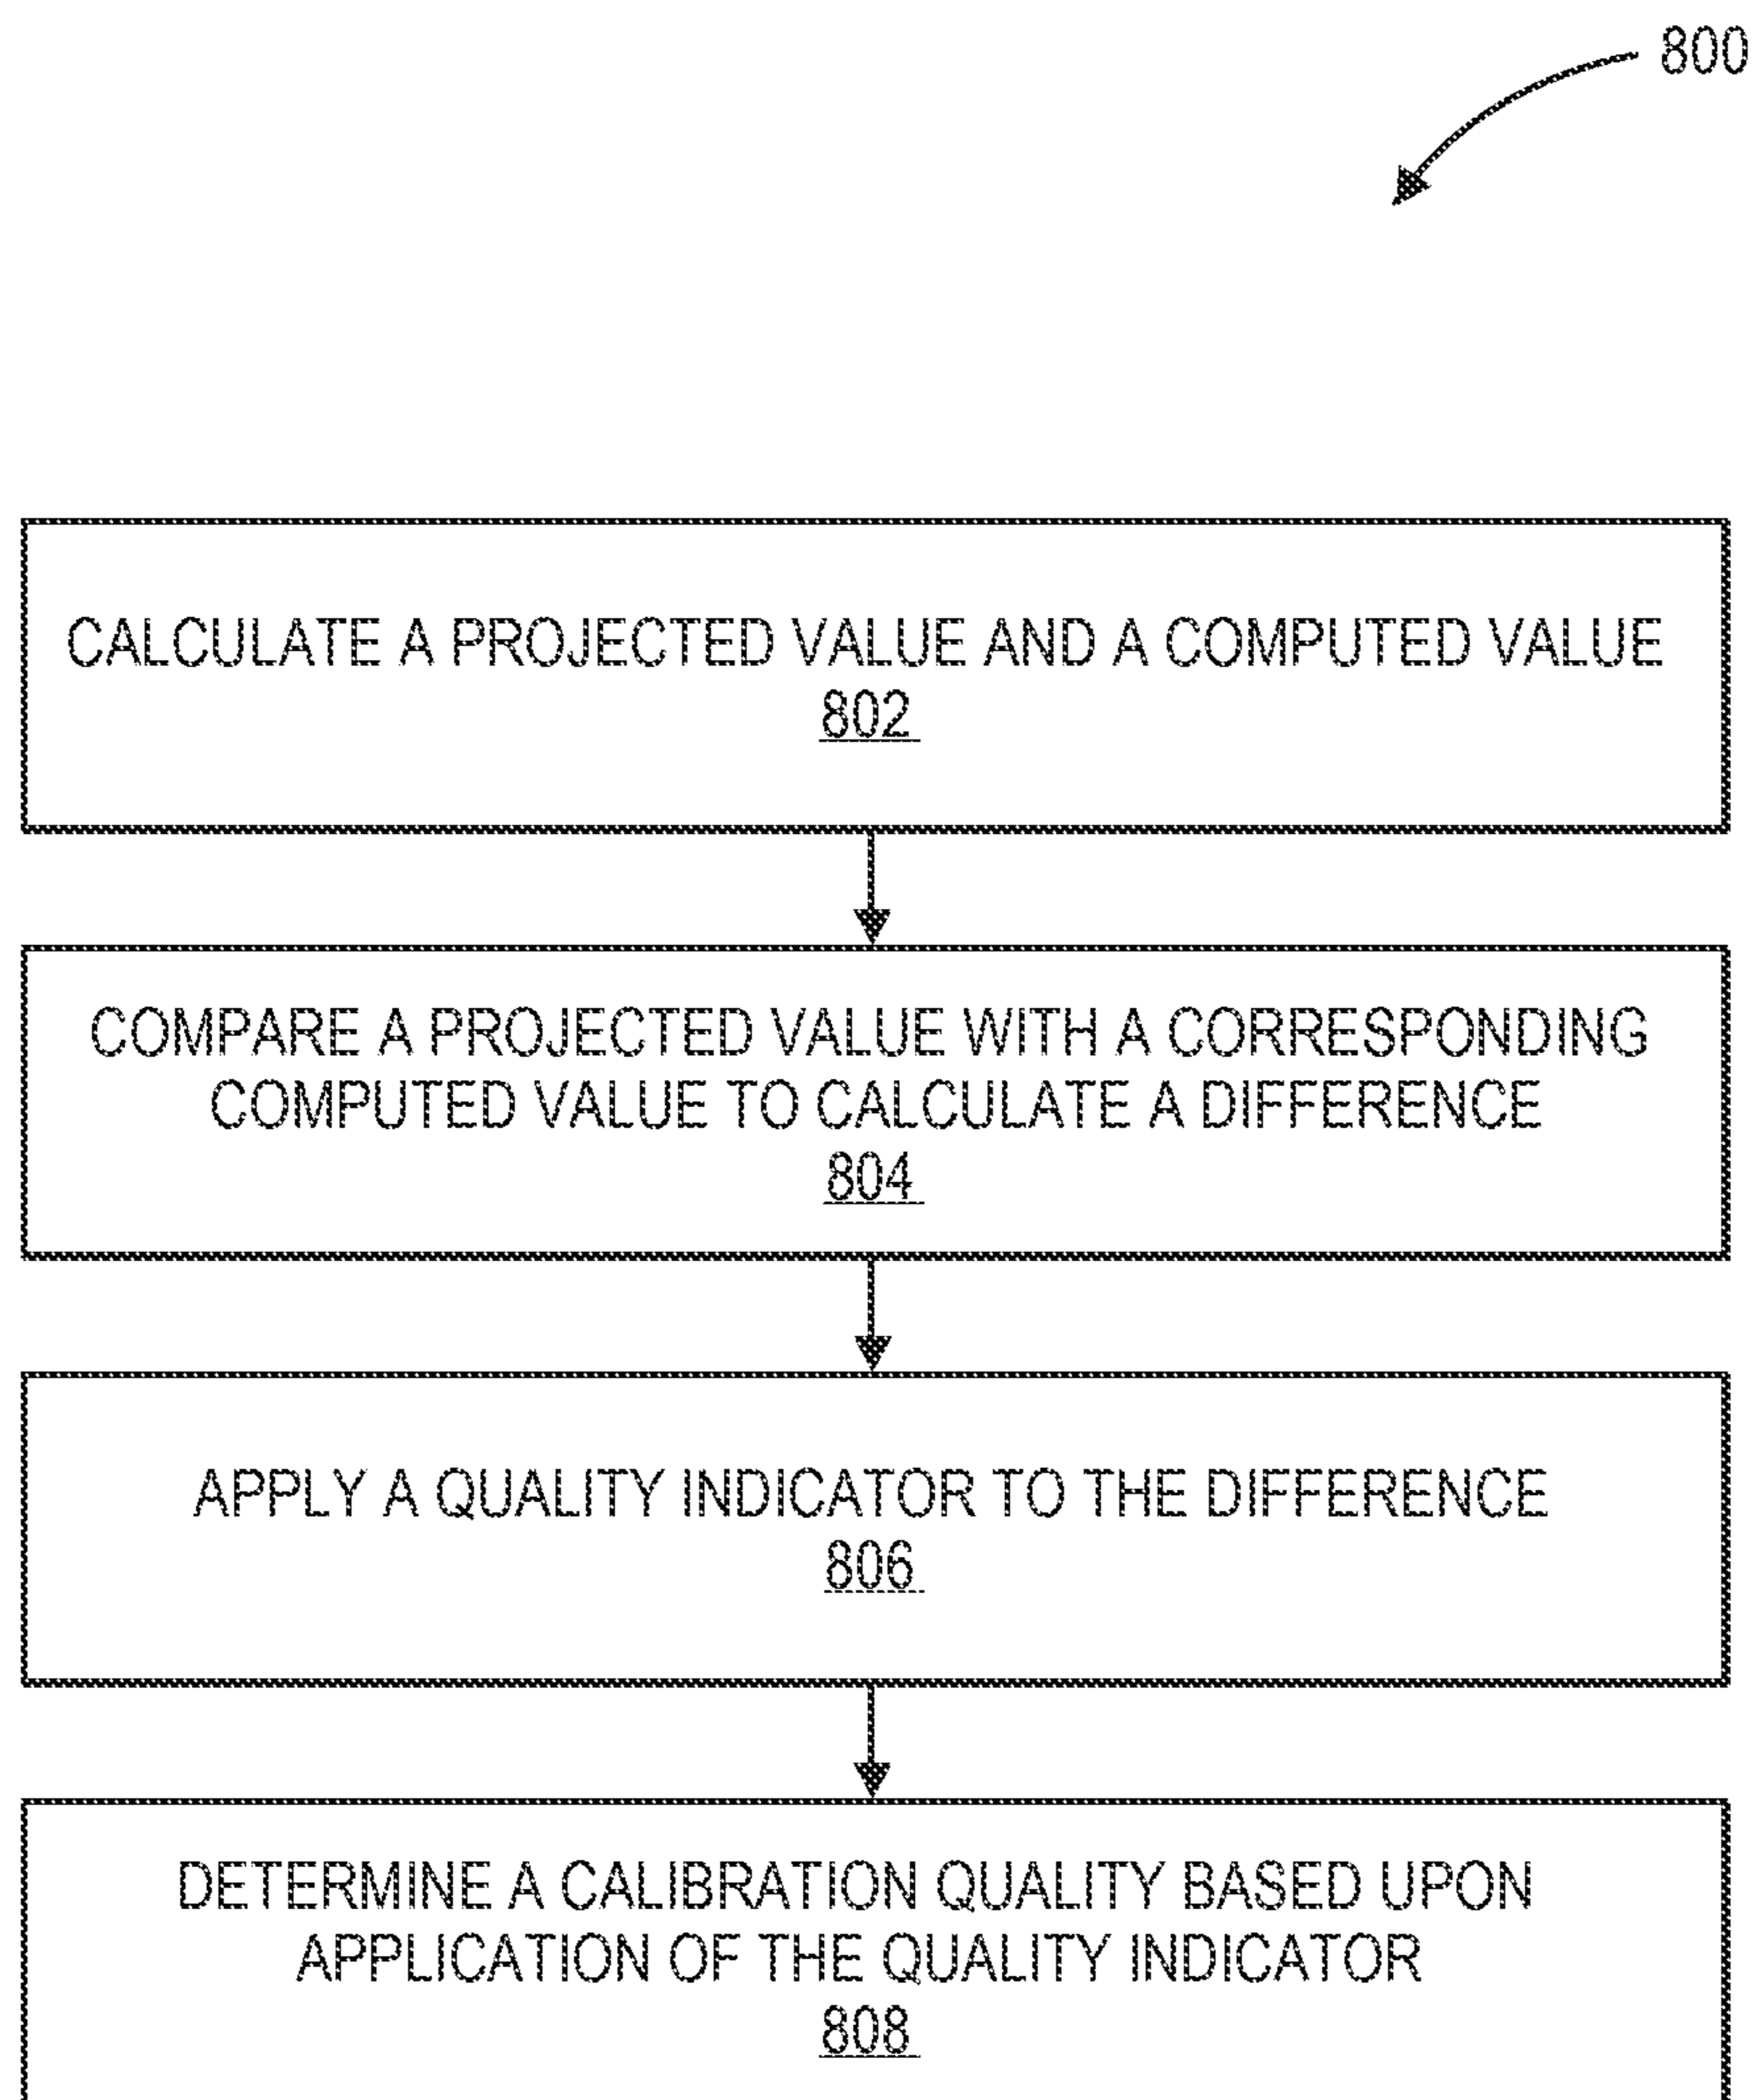 800
CALCULATE A PROJECTED VALUE AND A COMPUTED VALUE
802
COMPARE A PROJECTED VALUE WITH A CORRESPONDING
COMPUTED VALUE TO CALCULATE A DIFFERENCE
804
APPLY A QUALITY INDICATOR TO THE DIFFERENCE
806
DETERMINE A CALIBRATION QUALITY BASED UPON
APPLICATION OF THE QUALITY INDICATOR
808